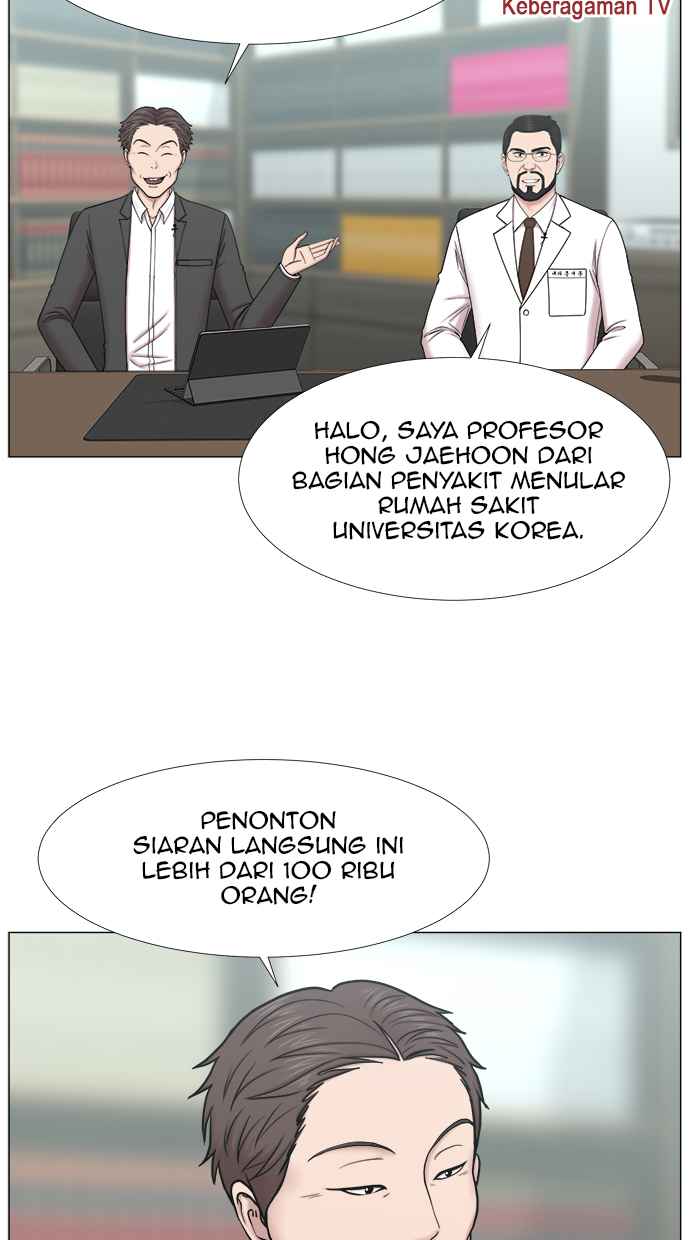 Keberagaman TV
HALO, SAYA PROFESOR
HONG JAEHOON DARI
BAGIAN PENYAKIT MENULAR
RUMAH SAKIT
UNIVERSITAS KOREA.
PENONTON
SIARAN LANGSUNG INI
LEBIH DARI 100 RIBU
ORANG!